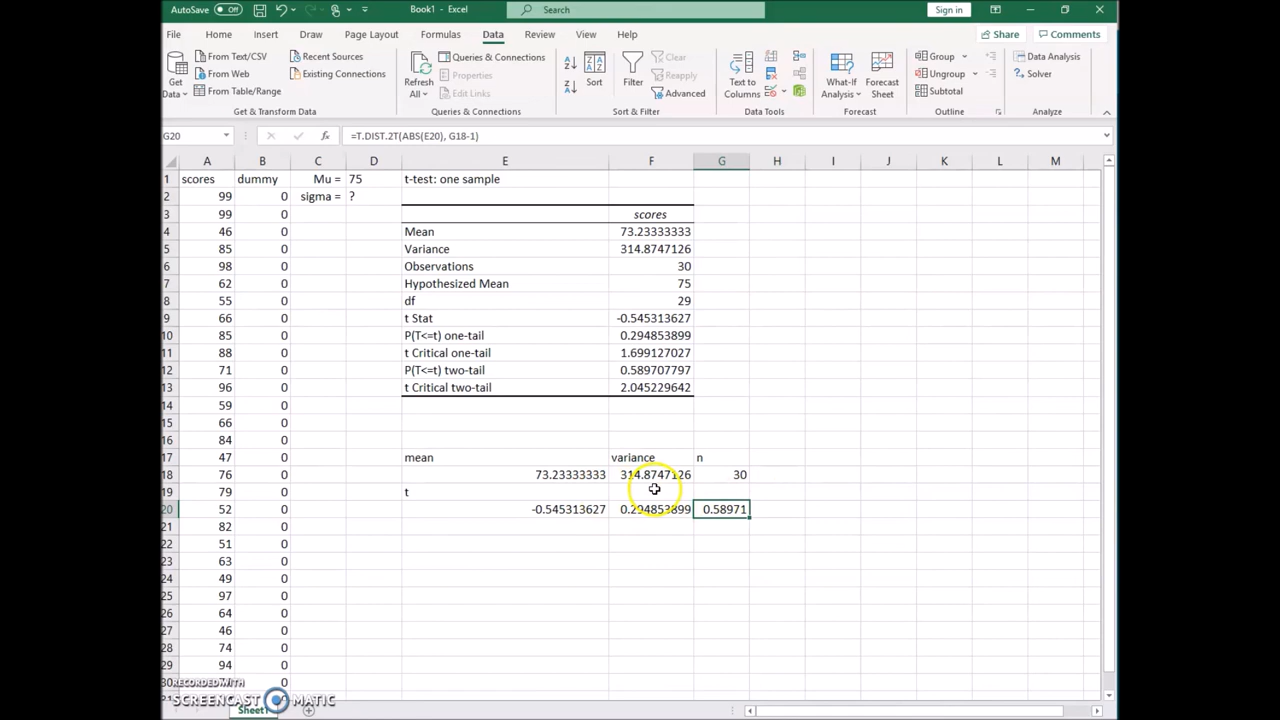 AutoSave Off Book1 - Excel Search Sign in
File Home Insert Draw Page Layout Formulas Data Review View Help Share Comments
Get Data From Text/CSV Recent Sources
From Web Existing Connections
From Table/Range
Get & Transform Data
Refresh All Queries & Connections
Properties
Edit Links
Queries & Connections
Sort Filter Clear
Reapply
Advanced
Sort & Filter
Text to Columns
Data Tools
What-If Analysis Forecast Sheet
Forecast
Group
Ungroup
Subtotal
Outline
Data Analysis
Solver
Analyze
G20 fx =T.DIST.2T(ABS(E20), G18-1)
A B C D E F G H I J K L M
1 scores dummy Mu = 75 t-test: one sample
2 99 0 sigma = ?
3 99 0 scores
4 46 0 Mean 73.23333333
5 85 0 Variance 314.8747126
6 98 0 Observations 30
7 62 0 Hypothesized Mean 75
8 55 0 df 29
9 66 0 t Stat -0.545313627
10 85 0 P(T<=t) one-tail 0.294853899
11 88 0 t Critical one-tail 1.699127027
12 71 0 P(T<=t) two-tail 0.589707797
13 96 0 t Critical two-tail 2.045229642
14 59 0
15 66 0
16 84 0
17 47 0 mean variance n
18 76 0 73.23333333 314.8747126 30
19 79 0 t
20 52 0 -0.545313627 0.294853899 0.58971
21 82 0
22 51 0
23 63 0
24 49 0
25 97 0
26 64 0
27 46 0
28 74 0
29 94 0
30 0
RECORDED WITH
SCREENCAST MATIC
Sheet1